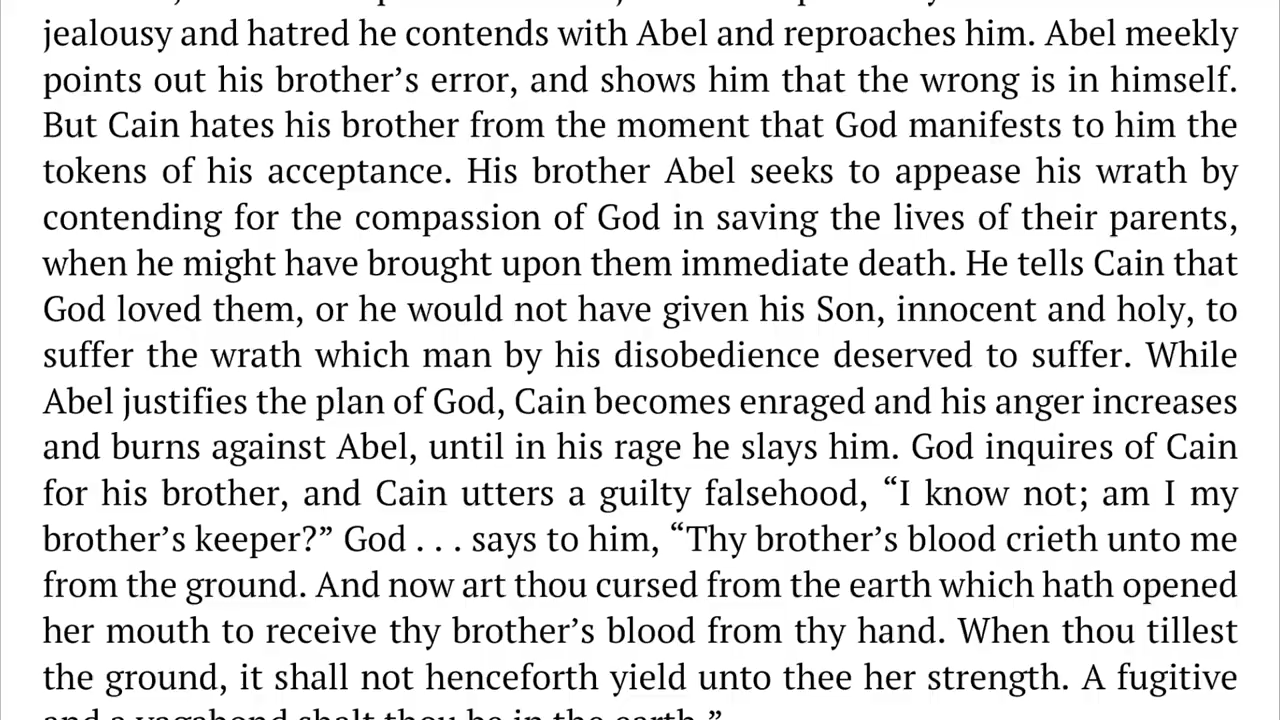 jealousy and hatred he contends with Abel and reproaches him. Abel meekly
points out his brother’s error, and shows him that the wrong is in himself.
But Cain hates his brother from the moment that God manifests to him the
tokens of his acceptance. His brother Abel seeks to appease his wrath by
contending for the compassion of God in saving the lives of their parents,
when he might have brought upon them immediate death. He tells Cain that
God loved them, or he would not have given his Son, innocent and holy, to
suffer the wrath which man by his disobedience deserved to suffer. While
Abel justifies the plan of God, Cain becomes enraged and his anger increases
and burns against Abel, until in his rage he slays him. God inquires of Cain
for his brother, and Cain utters a guilty falsehood, “I know not; am I my
brother’s keeper?” God . . . says to him, “Thy brother’s blood crieth unto me
from the ground. And now art thou cursed from the earth which hath opened
her mouth to receive thy brother’s blood from thy hand. When thou tillest
the ground, it shall not henceforth yield unto thee her strength. A fugitive
and a vagabond shalt thou be in the earth.”